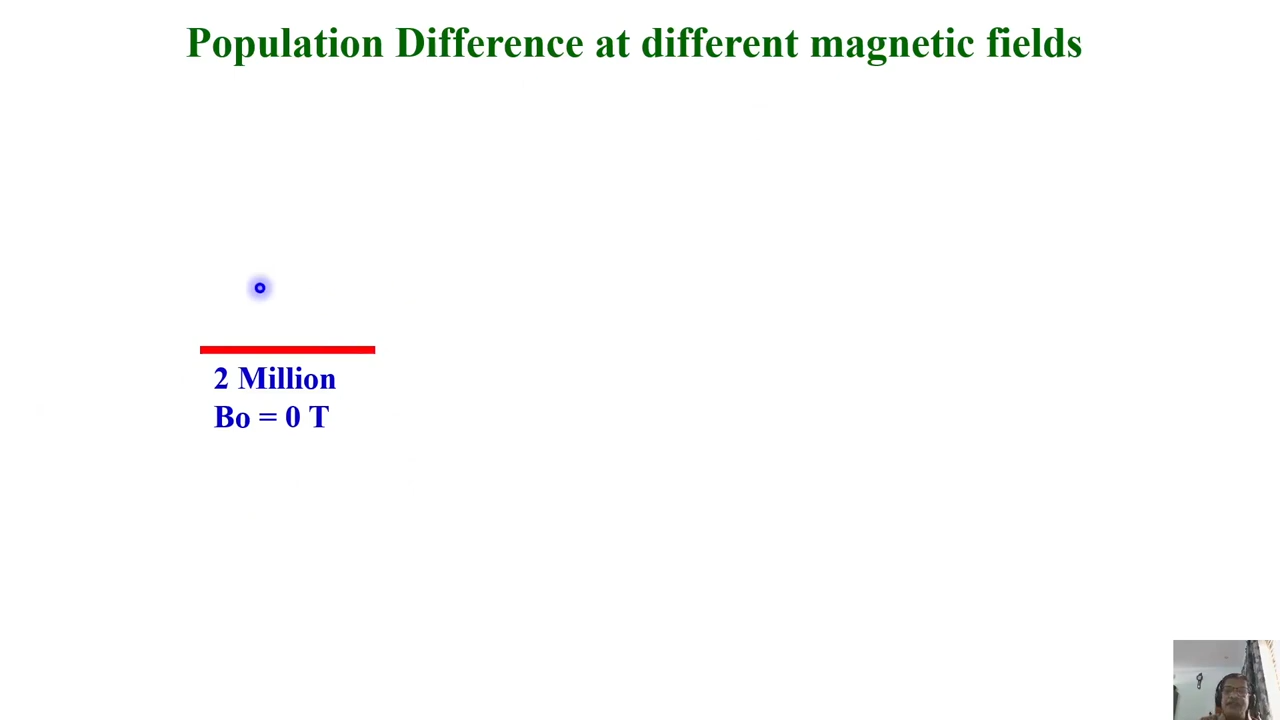 Population Difference at different magnetic fields
2 Million
Bo = 0 T